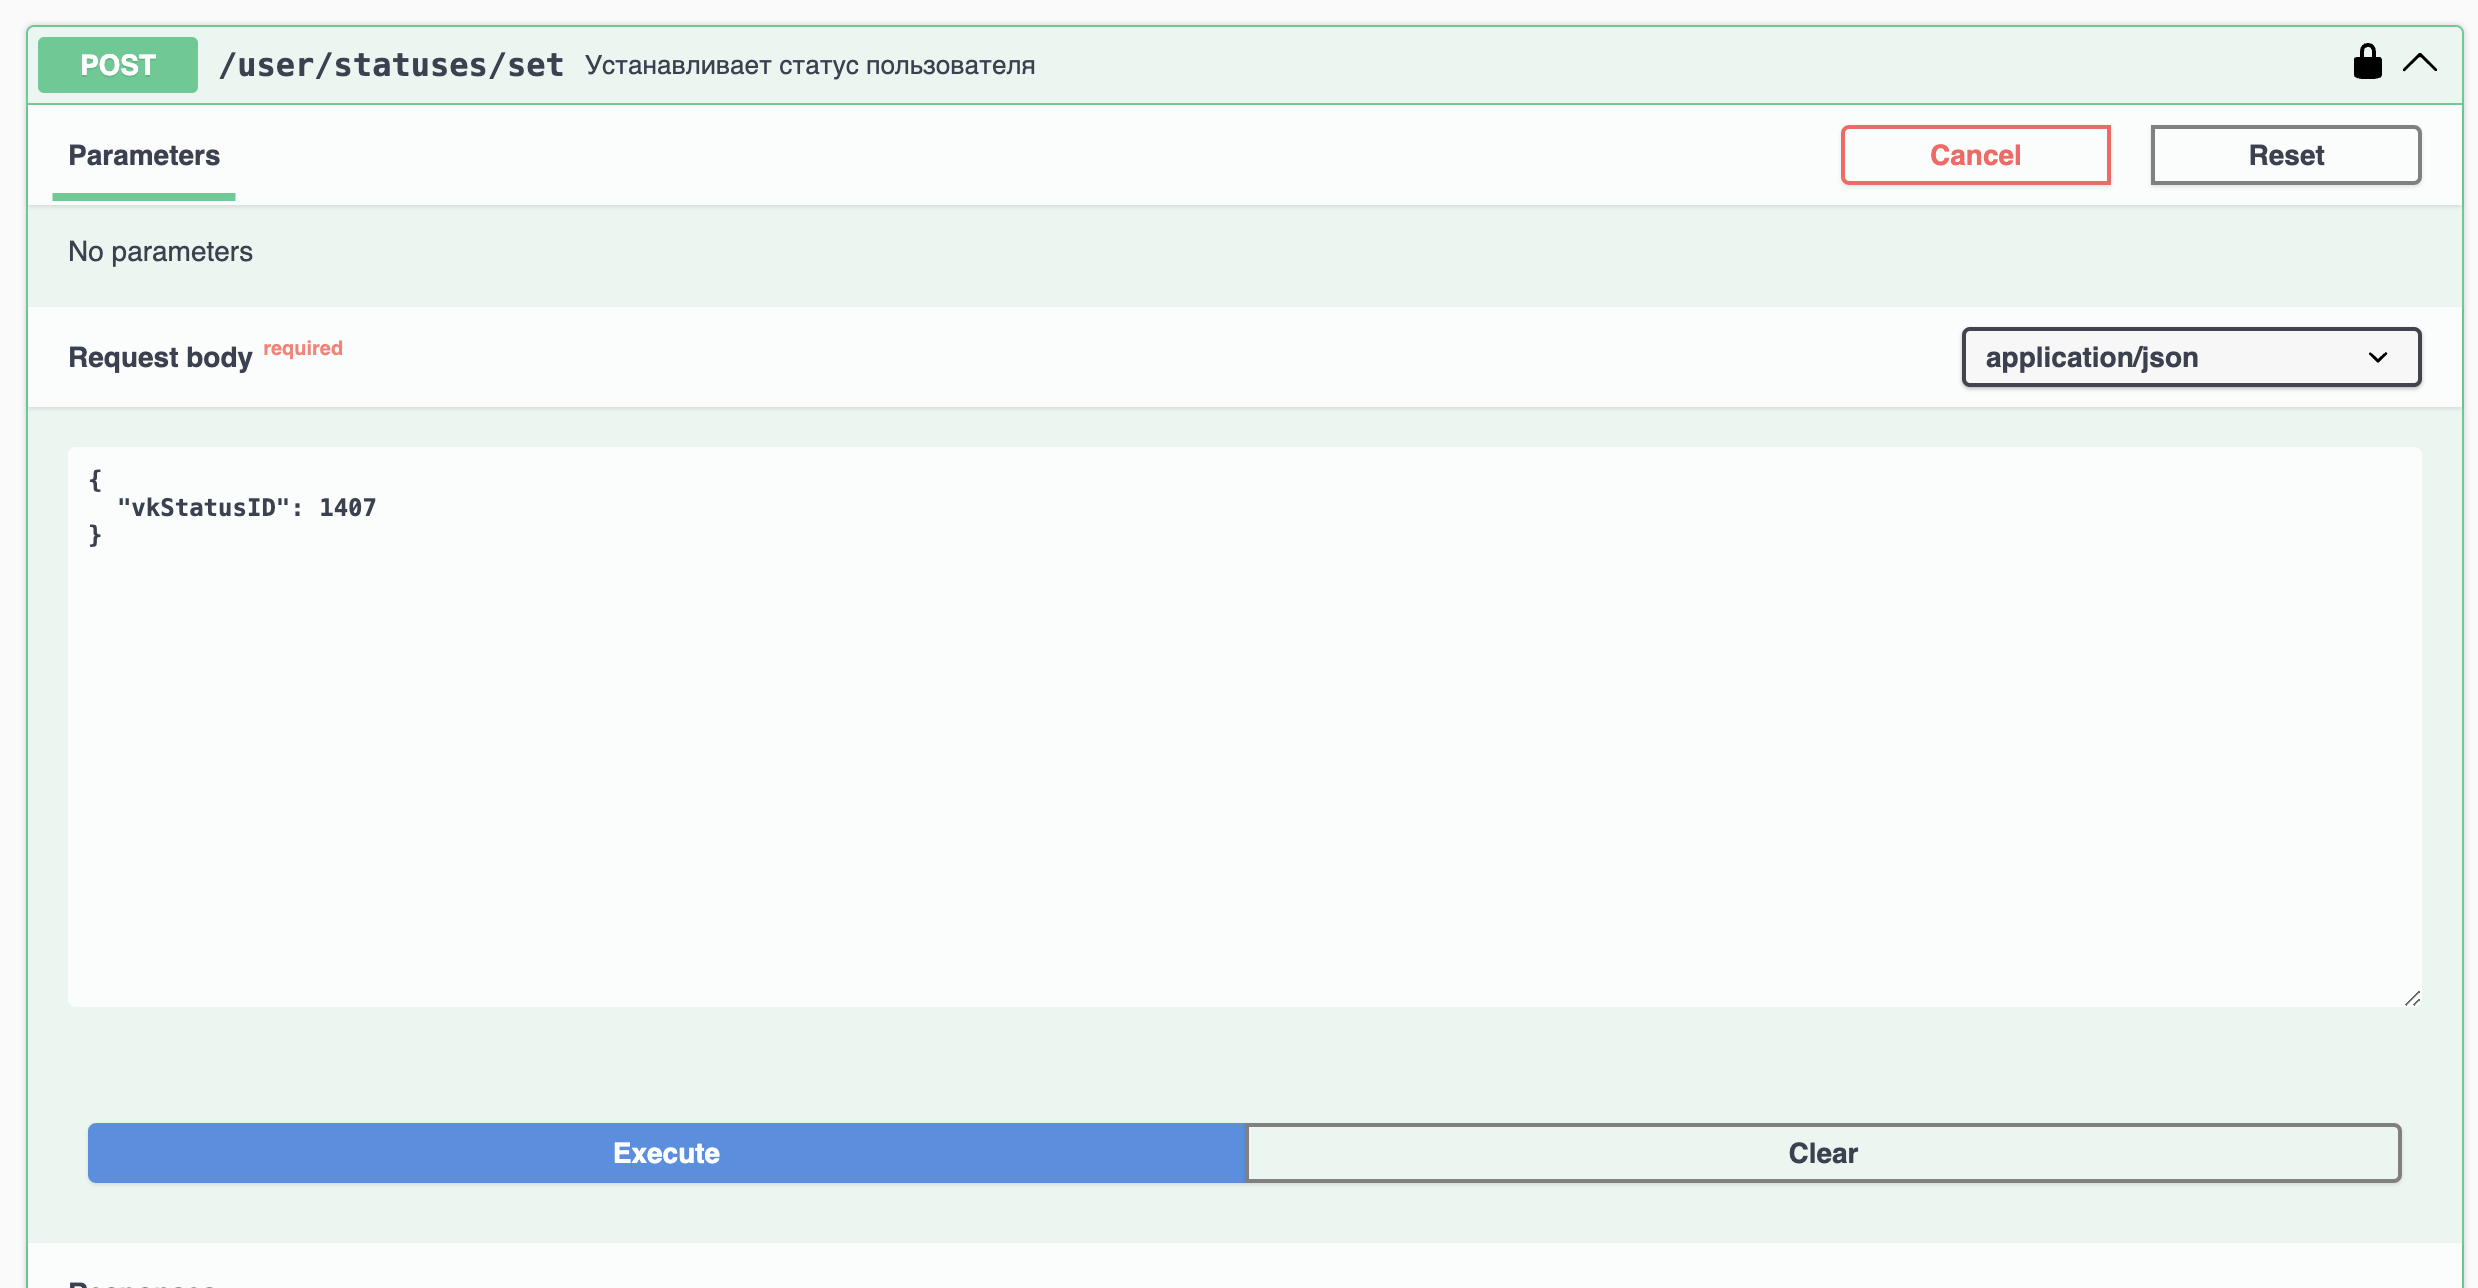 POST /user/statuses/set Устанавливает статус пользователя
Parameters
Cancel
Reset
No parameters
Request body required
application/json
{
"vkStatusID": 1407
}
Execute
Clear